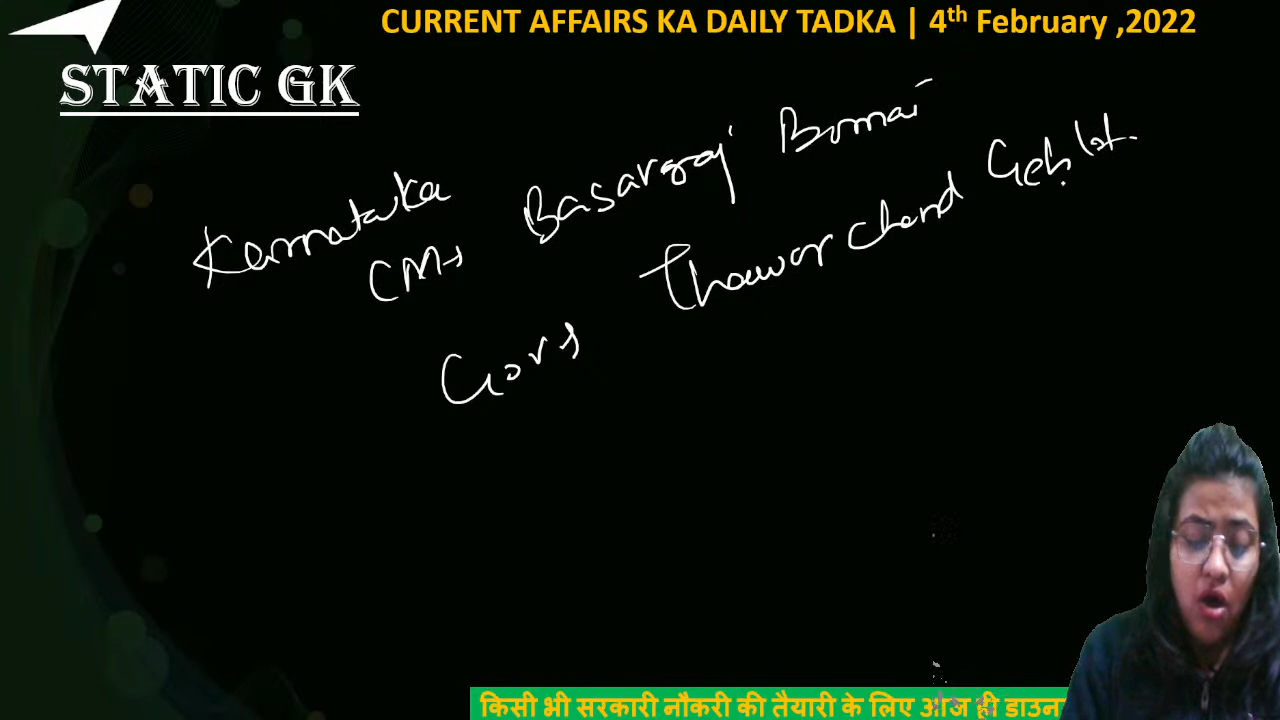 CURRENT AFFAIRS KA DAILY TADKA | 4th February ,2022
STATIC GK
Karnataka
CM→ Basavraj Bomai
Gov→ Thawar chand Gehlot.
किसी भी सरकारी नौकरी की तैयारी के लिए आज ही डाउन